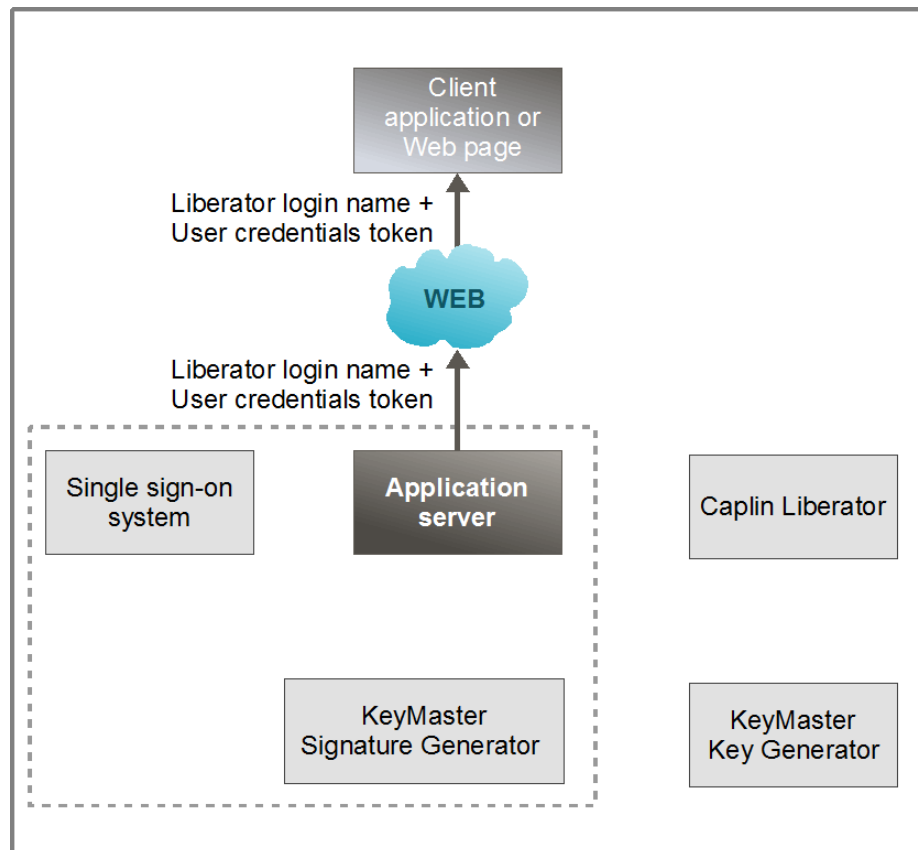 Client
application or
Web page
Liberator login name +
User credentials token
WEB
Liberator login name +
User credentials token
Single sign-on
system
Application
server
Caplin Liberator
KeyMaster
Signature Generator
KeyMaster
Key Generator